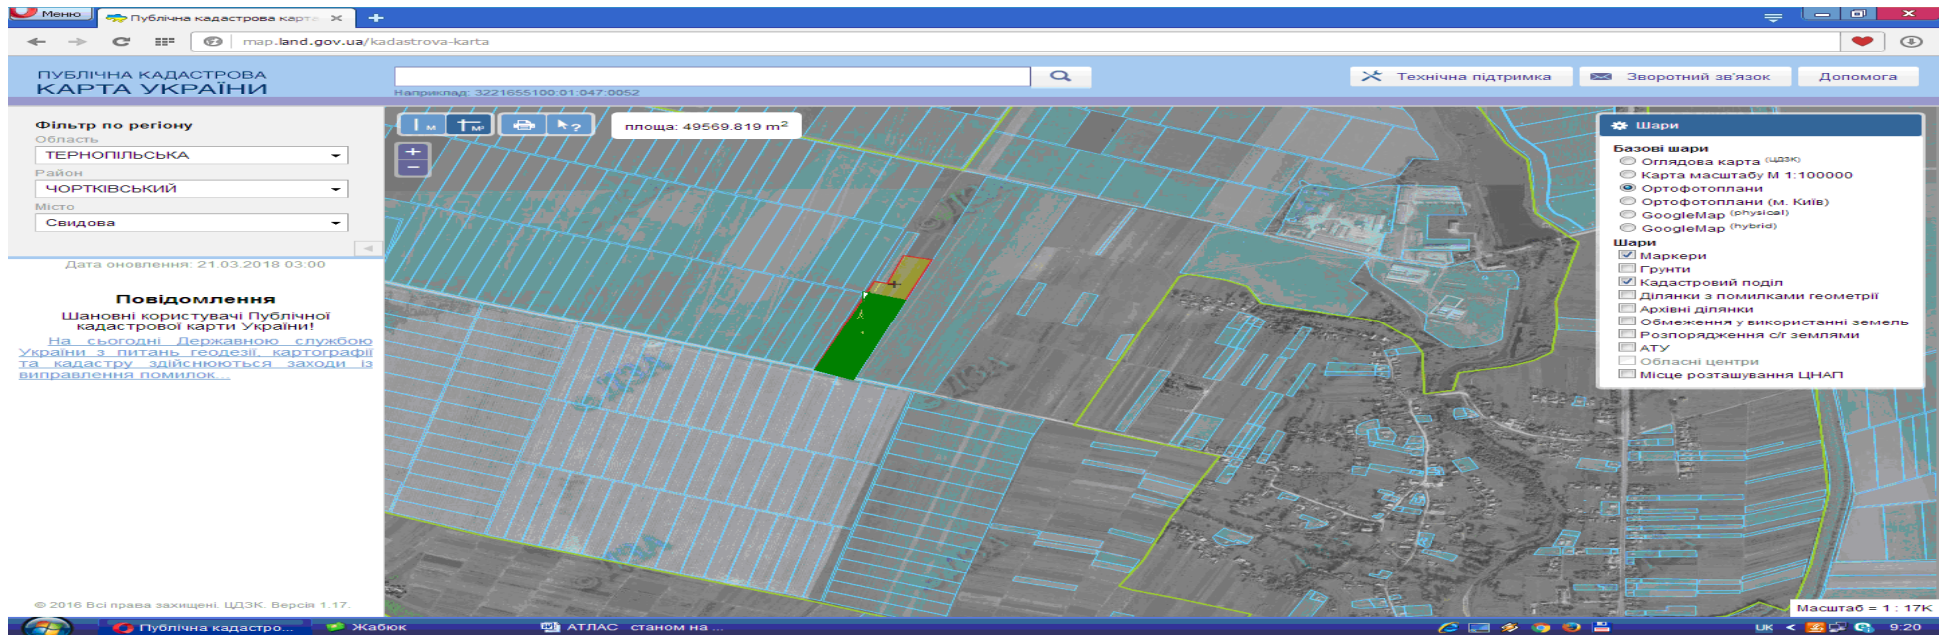 Меню
Публічна кадастрова карта
map.land.gov.ua/kadastrova-karta
ПУБЛІЧНА КАДАСТРОВА
КАРТА УКРАЇНИ
Наприклад: 3221655100:01:047:0052
Технічна підтримка
Зворотний зв'язок
Допомога
Фільтр по регіону
Область
ТЕРНОПІЛЬСЬКА
Район
ЧОРТКІВСЬКИЙ
Місто
Свидова
Дата оновлення: 21.03.2018 03:00
Повідомлення
Шановні користувачі Публічної
кадастрової карти України!
На сьогодні Державною службою
України з питань геодезії, картографії
та кадастру здійснюються заходи із
виправлення помилок...
© 2016 Всі права захищені. ЦДЗК. Версія 1.17.
м
м²
?
площа: 49569.819 m²
Шари
Базові шари
Оглядова карта (ЦДЗК)
Карта масштабу М 1:100000
Ортофотоплани
Ортофотоплани (м. Київ)
GoogleMap (physical)
GoogleMap (hybrid)
Шари
Маркери
Грунти
Кадастровий поділ
Ділянки з помилками геометрії
Архівні ділянки
Обмеження у використанні земель
Розпорядження с/г землями
АТУ
Обласні центри
Місце розташування ЦНАП
Масштаб = 1 : 17K
Публічна кадастро...
Жабюк
АТЛАС станом на ...
UK
9:20